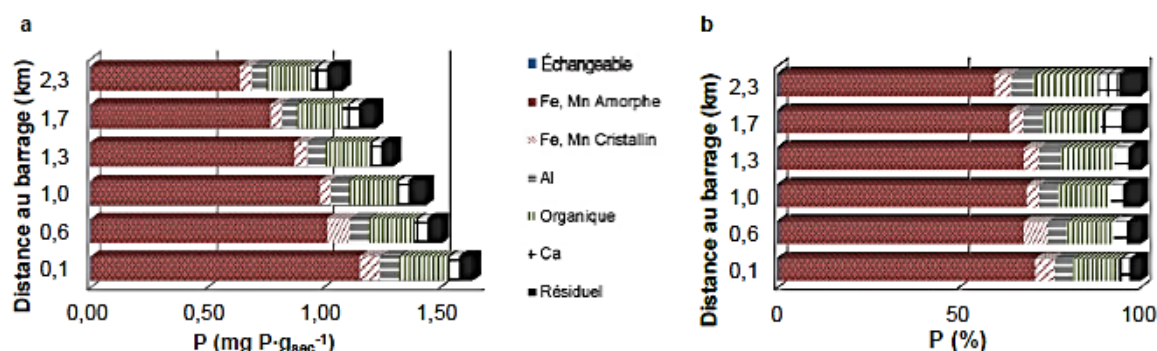 a
Distance au barrage (km)
2,3
1,7
1,3
1,0
0,6
0,1
0,00 0,50 1,00 1,50
P (mg P·gsec⁻¹)
Échangeable
Fe, Mn Amorphe
Fe, Mn Cristallin
Al
Organique
Ca
Résiduel
b
Distance au barrage (km)
2,3
1,7
1,3
1,0
0,6
0,1
0 50 100
P (%)